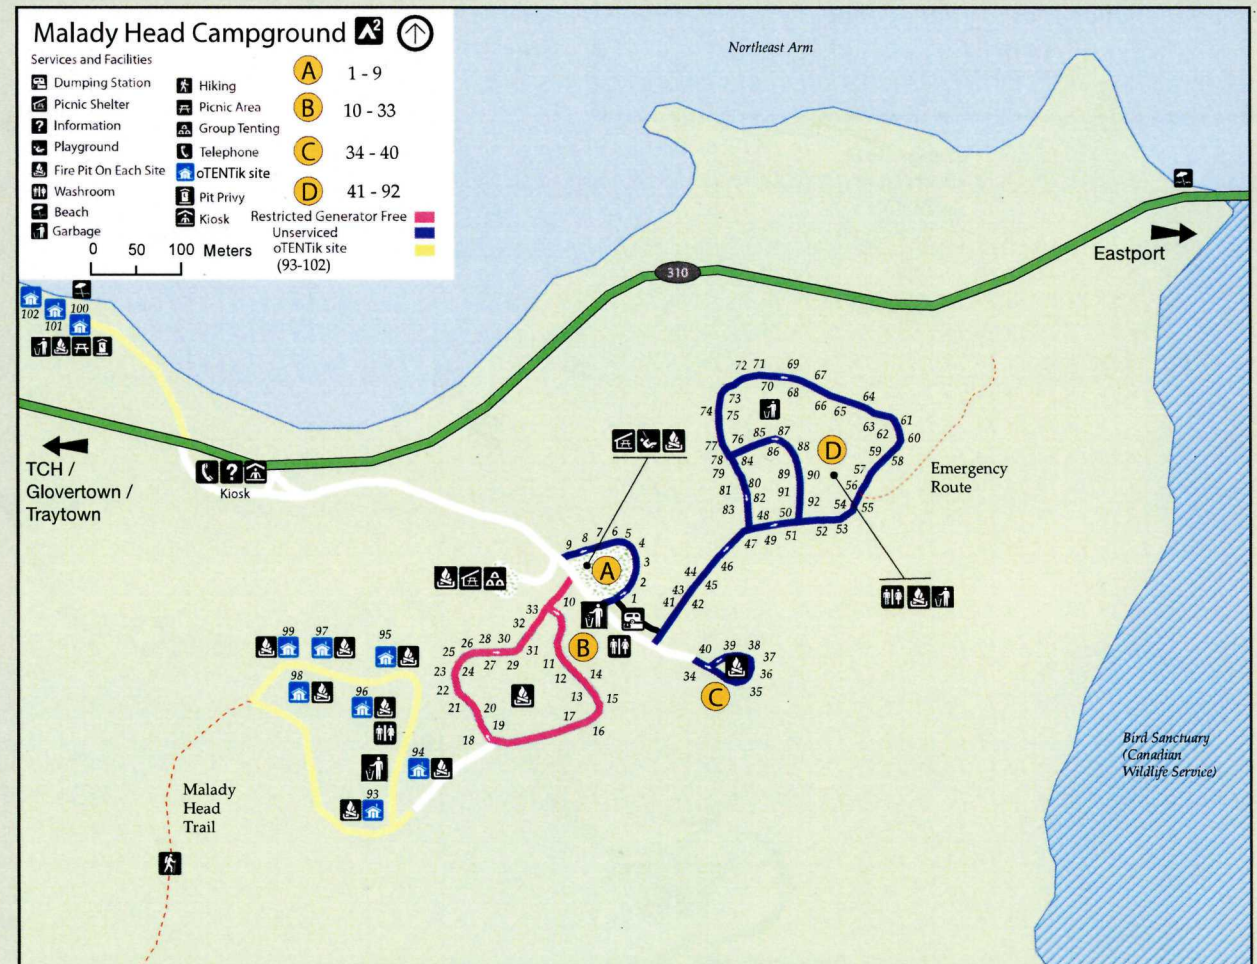 Malady Head Campground 2
Services and Facilities
Dumping Station
Picnic Shelter
Information
Playground
Fire Pit On Each Site
Washroom
Beach
Garbage
Hiking
Picnic Area
Group Tenting
Telephone
oTENTik site
Pit Privy
Kiosk
A 1 - 9
B 10 - 33
C 34 - 40
D 41 - 92
Restricted Generator Free
Unserviced
oTENTik site
(93-102)
0 50 100 Meters
Northeast Arm
Eastport
310
102
101
100
TCH /
Glovertown /
Traytown
?
Kiosk
72 71 69
67
70
68
73
74 75
66 65 64
63 62 61
60
59
58
57
56
55
54
53
52
51
50
49
48
47
77 76 85 87
78 84 86 88
79
80
81
82
83
89 90
91
92
D
Emergency
Route
9 8 7 6 5
4
3
2
1
A
46
45
44
43
42
41
40 39 38
37
36
35
34
C
10
33
32
31
30
29
28
27
26
25
24
23
22
21
20
19
18
17
16
15
14
13
12
11
B
99 97 95
98
96
94
93
Malady
Head
Trail
Bird Sanctuary
(Canadian
Wildlife Service)